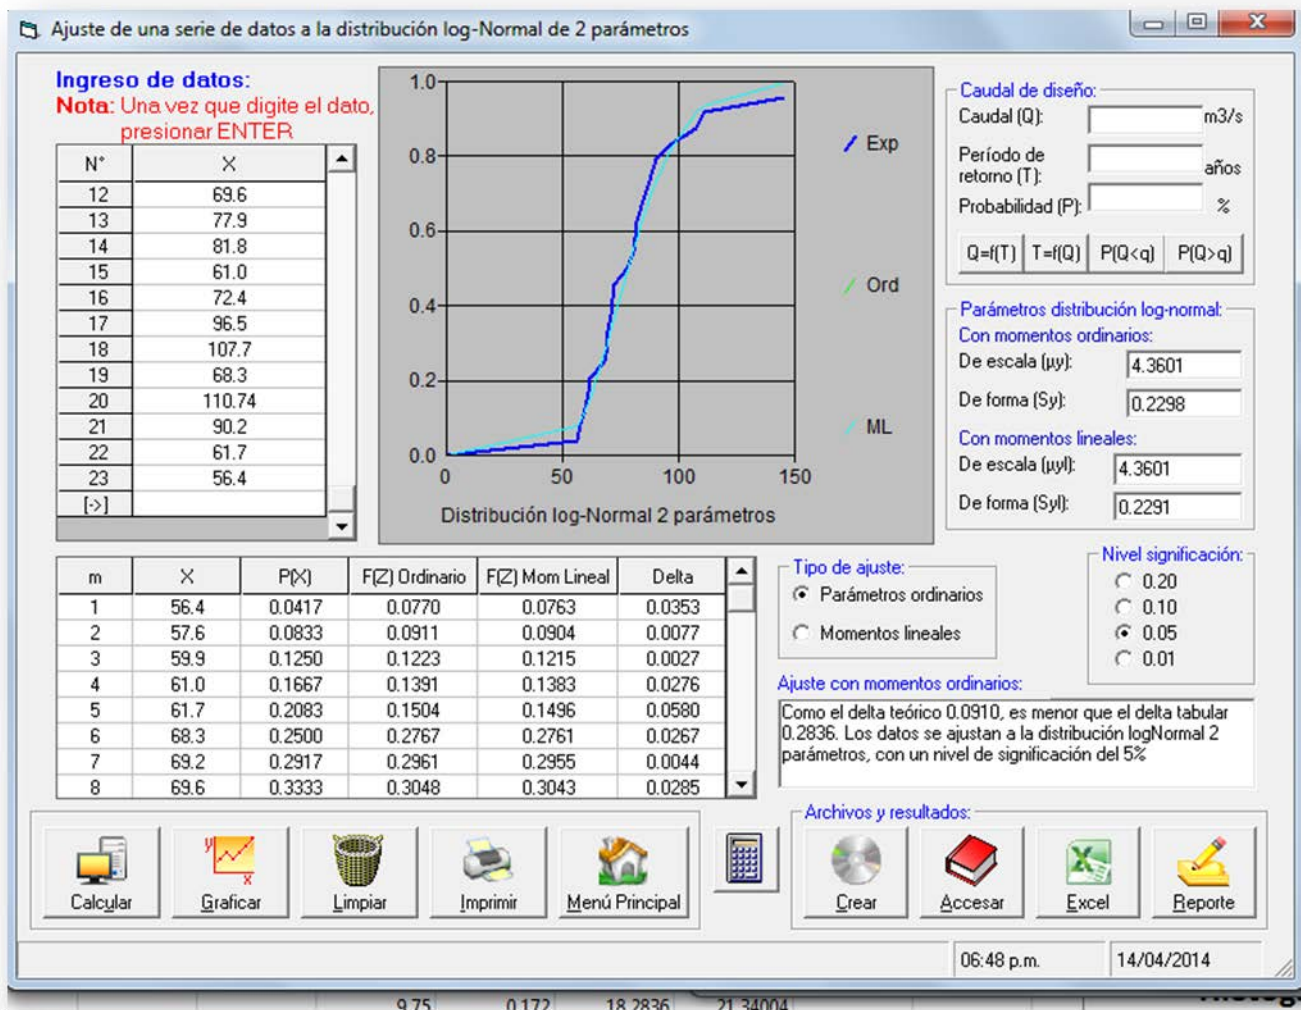 Ajuste de una serie de datos a la distribución log-Normal de 2 parámetros
Ingreso de datos:
Nota: Una vez que digite el dato,
presionar ENTER
N° X
12 69.6
13 77.9
14 81.8
15 61.0
16 72.4
17 96.5
18 107.7
19 68.3
20 110.74
21 90.2
22 61.7
23 56.4
[->]
1.0
0.8
0.6
0.4
0.2
0.0
0 50 100 150
Exp
Ord
ML
Distribución log-Normal 2 parámetros
Caudal de diseño:
Caudal (Q): m3/s
Período de
retorno (T): años
Probabilidad (P): %
Q=f(T) T=f(Q) P(Q<q) P(Q>q)
Parámetros distribución log-normal:
Con momentos ordinarios:
De escala (µy): 4.3601
De forma (Sy): 0.2298
Con momentos lineales:
De escala (µyl): 4.3601
De forma (Syl): 0.2291
m X P(X) F(Z) Ordinario F(Z) Mom Lineal Delta
1 56.4 0.0417 0.0770 0.0763 0.0353
2 57.6 0.0833 0.0911 0.0904 0.0077
3 59.9 0.1250 0.1223 0.1215 0.0027
4 61.0 0.1667 0.1391 0.1383 0.0276
5 61.7 0.2083 0.1504 0.1496 0.0580
6 68.3 0.2500 0.2767 0.2761 0.0267
7 69.2 0.2917 0.2961 0.2955 0.0044
8 69.6 0.3333 0.3048 0.3043 0.0285
Tipo de ajuste:
Parámetros ordinarios
Momentos lineales
Nivel significación:
0.20
0.10
0.05
0.01
Ajuste con momentos ordinarios:
Como el delta teórico 0.0910, es menor que el delta tabular
0.2836. Los datos se ajustan a la distribución logNormal 2
parámetros, con un nivel de significación del 5%
Calcular Graficar Limpiar Imprimir Menú Principal
Archivos y resultados:
Crear Accesar Excel Reporte
06:48 p.m. 14/04/2014
9.75 0.172 18.2836 21.34004